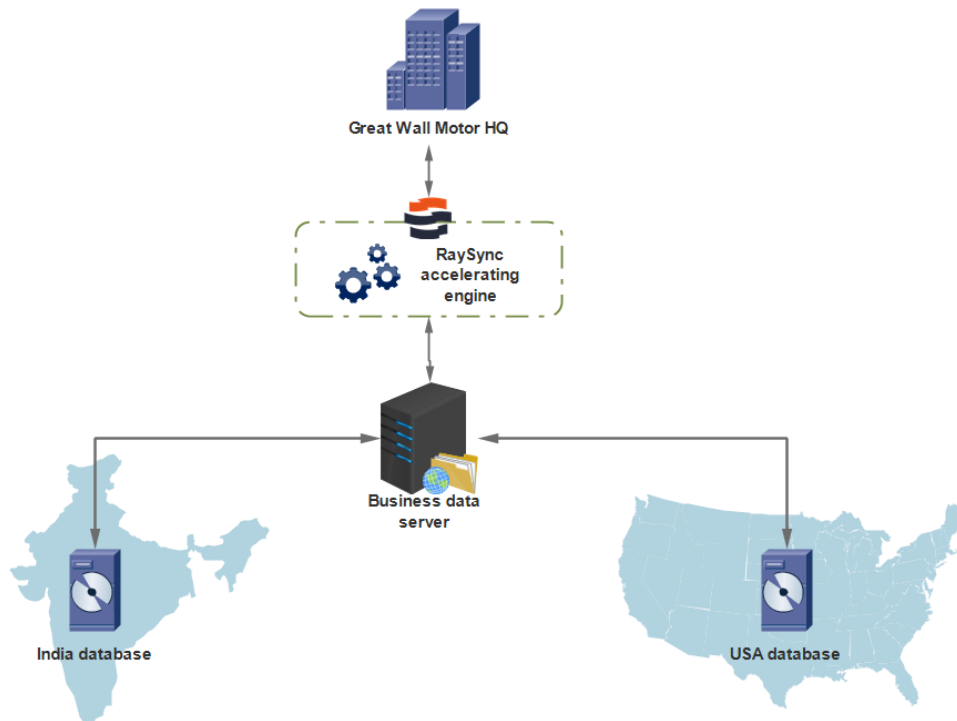 Great Wall Motor HQ
RaySync
accelerating
engine
Business data
server
India database
USA database